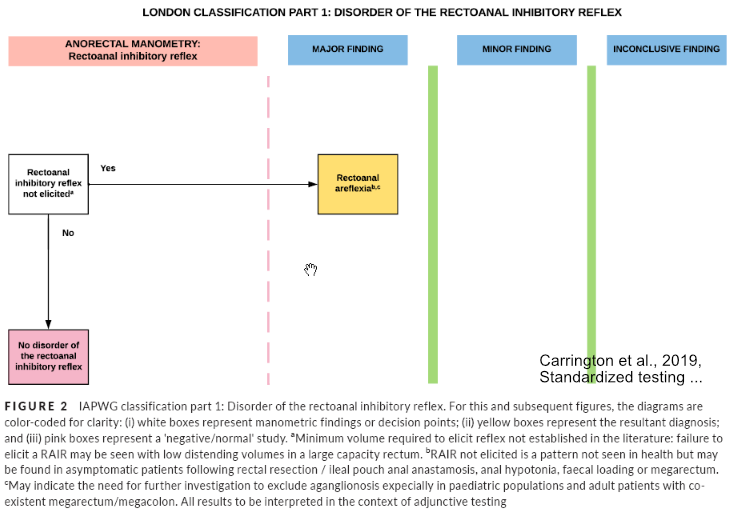 LONDON CLASSIFICATION PART 1: DISORDER OF THE RECTOANAL INHIBITORY REFLEX
ANORECTAL MANOMETRY:
Rectoanal inhibitory reflex
MAJOR FINDING
MINOR FINDING
INCONCLUSIVE FINDING
Rectoanal
inhibitory reflex
not elicitedᵃ
Yes
Rectoanal
areflexiaᵇ,ᶜ
No
No disorder of
the rectoanal
inhibitory reflex
Carrington et al., 2019,
Standardized testing ...
FIGURE 2 IAPWG classification part 1: Disorder of the rectoanal inhibitory reflex. For this and subsequent figures, the diagrams are
color-coded for clarity: (i) white boxes represent manometric findings or decision points; (ii) yellow boxes represent the resultant diagnosis;
and (iii) pink boxes represent a 'negative/normal' study. ᵃMinimum volume required to elicit reflex not established in the literature: failure to
elicit a RAIR may be seen with low distending volumes in a large capacity rectum. ᵇRAIR not elicited is a pattern not seen in health but may
be found in asymptomatic patients following rectal resection / ileal pouch anal anastamosis, anal hypotonia, faecal loading or megarectum.
ᶜMay indicate the need for further investigation to exclude aganglionosis expecially in paediatric populations and adult patients with co-
existent megarectum/megacolon. All results to be interpreted in the context of adjunctive testing